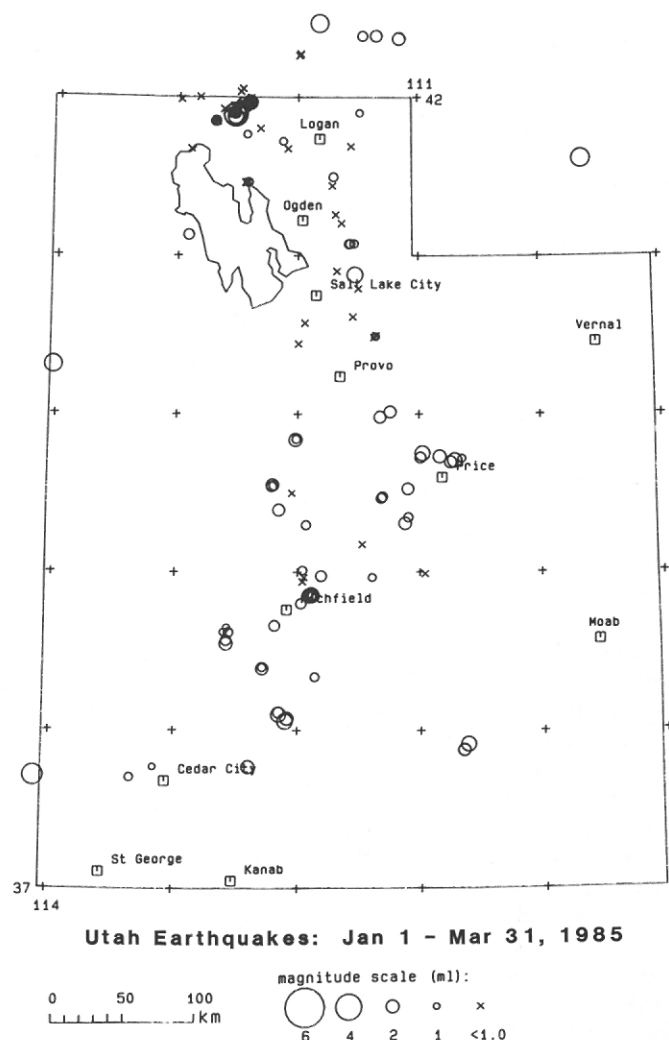 111
42
Logan
Ogden
Salt Lake City
Vernal
Provo
Price
Richfield
Moab
Cedar City
St George
Kanab
37
114
Utah Earthquakes: Jan 1 - Mar 31, 1985
magnitude scale (ml):
0 50 100
km
6 4 2 1 <1.0